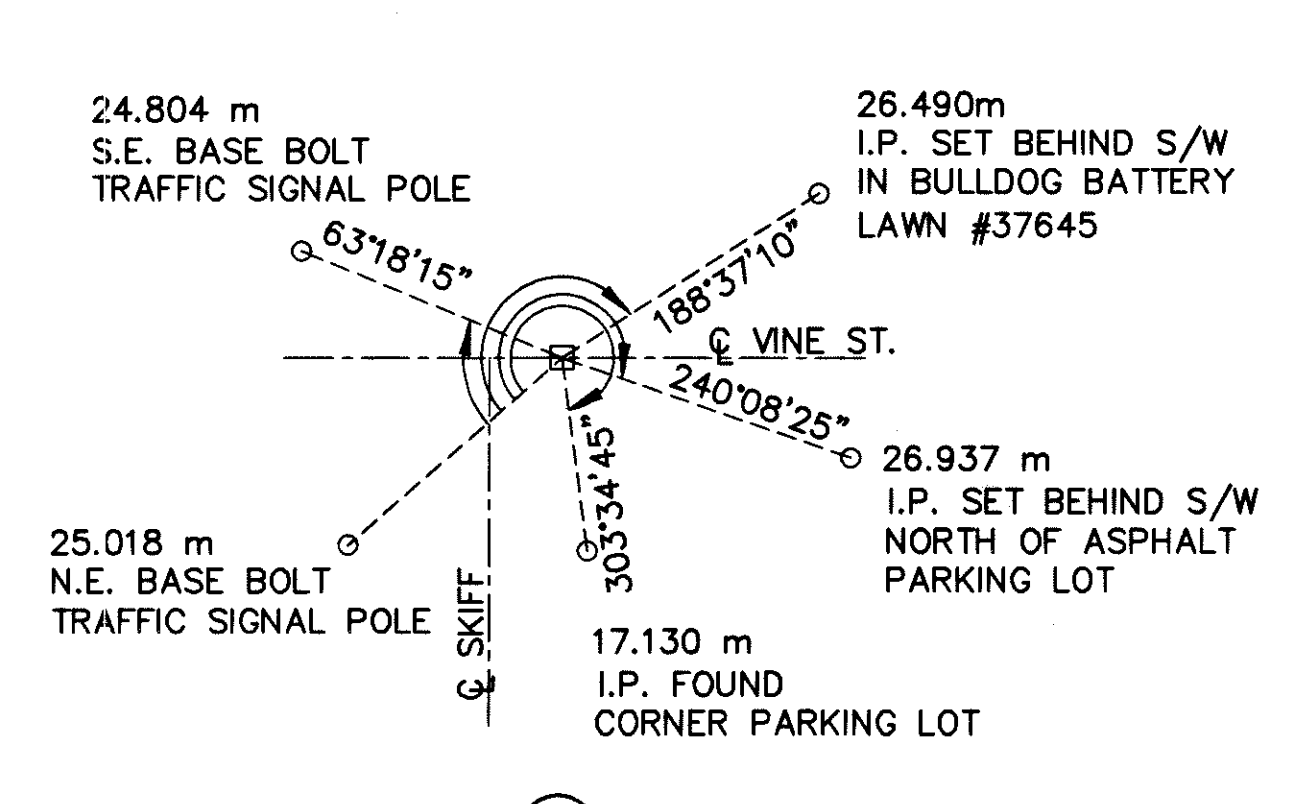 24.804 m
S.E. BASE BOLT
TRAFFIC SIGNAL POLE
26.490m
I.P. SET BEHIND S/W
IN BULLDOG BATTERY
LAWN #37645
63°18'15"
188°37'10"
℄ VINE ST.
240°08'25"
26.937 m
I.P. SET BEHIND S/W
NORTH OF ASPHALT
PARKING LOT
303°34'45"
25.018 m
N.E. BASE BOLT
TRAFFIC SIGNAL POLE
℄ SKIFF
17.130 m
I.P. FOUND
CORNER PARKING LOT